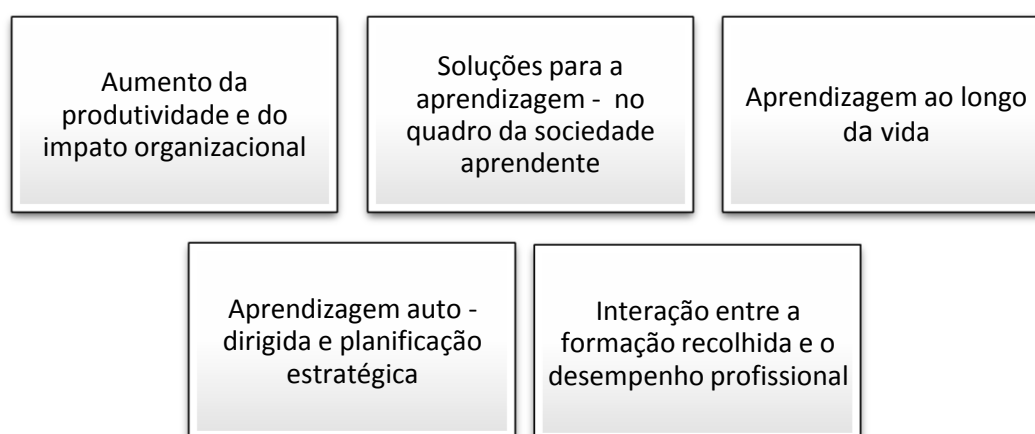 Aumento da
produtividade e do
impato organizacional
Soluções para a
aprendizagem - no
quadro da sociedade
aprendente
Aprendizagem ao longo
da vida
Aprendizagem auto -
dirigida e planificação
estratégica
Interação entre a
formação recolhida e o
desempenho profissional